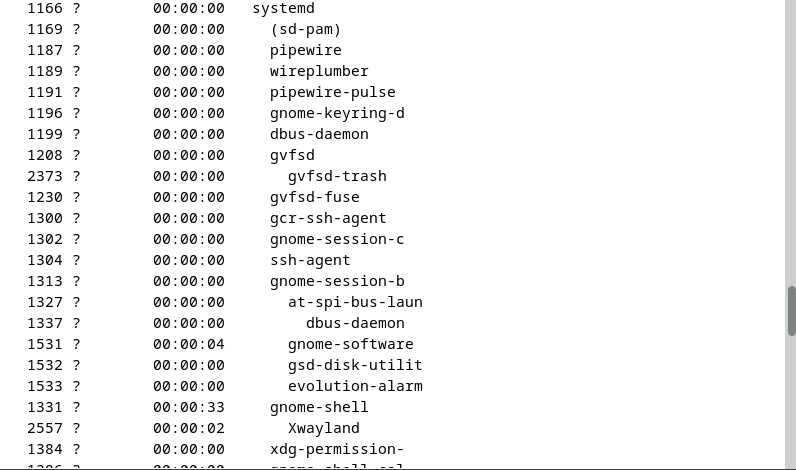 1166 ?        00:00:00   systemd
1169 ?        00:00:00     (sd-pam)
1187 ?        00:00:00     pipewire
1189 ?        00:00:00     wireplumber
1191 ?        00:00:00     pipewire-pulse
1196 ?        00:00:00     gnome-keyring-d
1199 ?        00:00:00     dbus-daemon
1208 ?        00:00:00     gvfsd
2373 ?        00:00:00       gvfsd-trash
1230 ?        00:00:00     gvfsd-fuse
1300 ?        00:00:00     gcr-ssh-agent
1302 ?        00:00:00     gnome-session-c
1304 ?        00:00:00     ssh-agent
1313 ?        00:00:00     gnome-session-b
1327 ?        00:00:00       at-spi-bus-laun
1337 ?        00:00:00         dbus-daemon
1531 ?        00:00:04       gnome-software
1532 ?        00:00:00       gsd-disk-utilit
1533 ?        00:00:00       evolution-alarm
1331 ?        00:00:33     gnome-shell
2557 ?        00:00:02       Xwayland
1384 ?        00:00:00     xdg-permission-